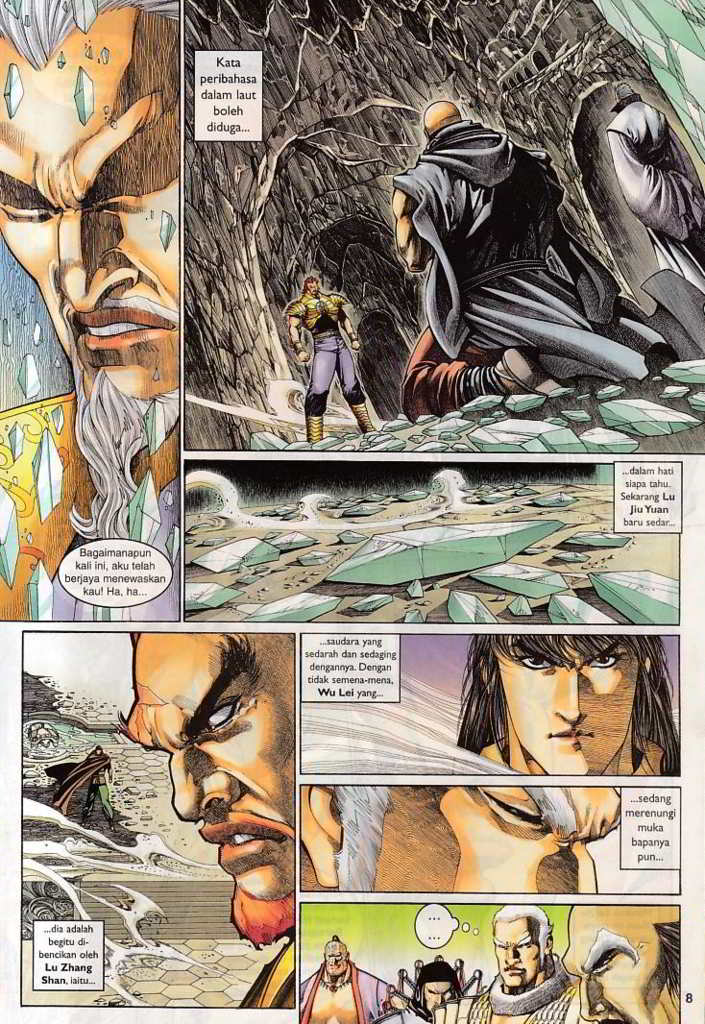 Kata
peribahasa
dalam laut
boleh
diduga...
...dalam hati
siapa tahu.
Sekarang Lu
Jiu Yuan
baru sedar...
Bagaimanapun
kali ini, aku telah
berjaya menewaskan
kau! Ha, ha...
...saudara yang
sedarah dan sedaging
dengannya. Dengan
tidak semena-mena,
Wu Lei yang...
...sedang
merenungi
muka
bapanya
pun...
...dia adalah
begitu di-
bencikan oleh
Lu Zhang
Shan, iaitu...
...
8